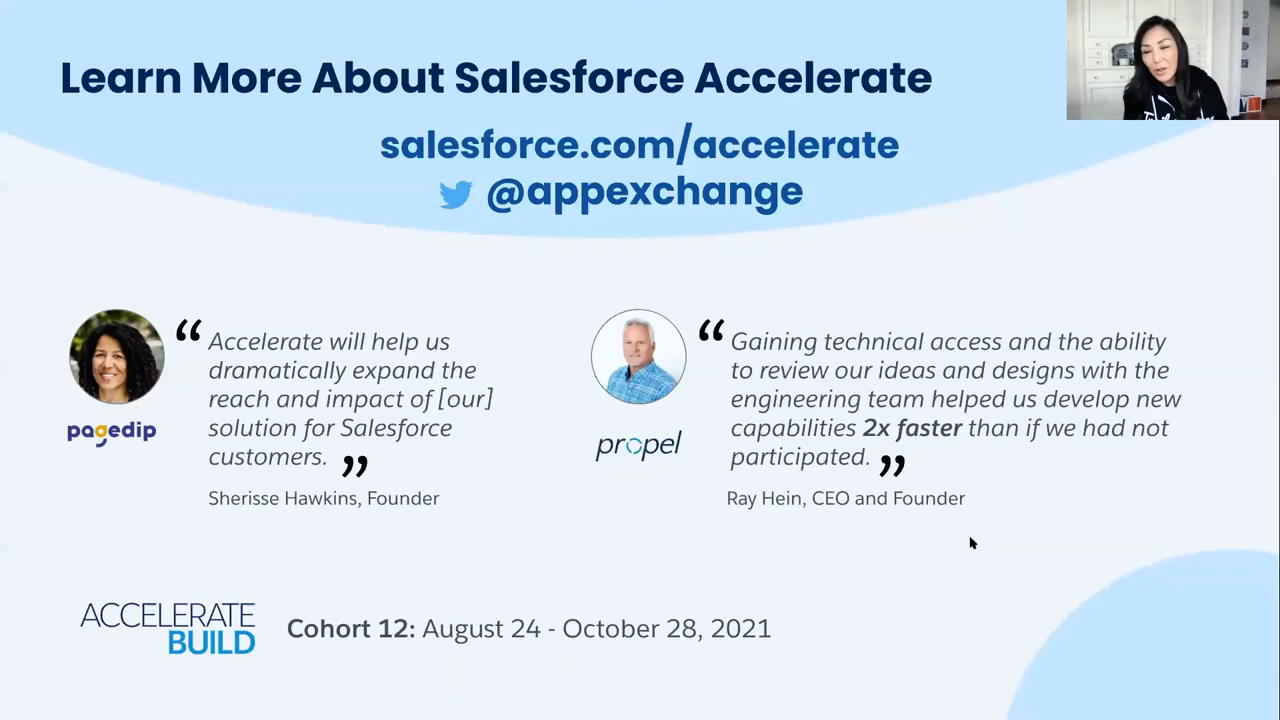 Learn More About Salesforce Accelerate
salesforce.com/accelerate
@appexchange
“ Accelerate will help us
dramatically expand the
reach and impact of [our]
solution for Salesforce
customers. ”
Sherisse Hawkins, Founder
pagedip
“ Gaining technical access and the ability
to review our ideas and designs with the
engineering team helped us develop new
capabilities 2x faster than if we had not
participated. ”
Ray Hein, CEO and Founder
propel
ACCELERATE
BUILD
Cohort 12: August 24 - October 28, 2021